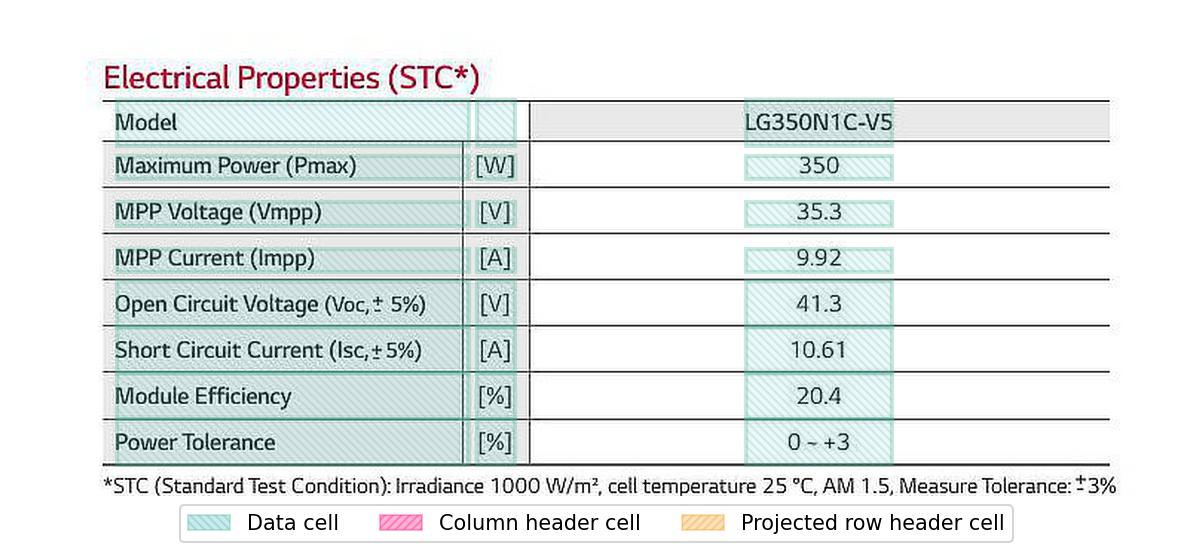 Electrical Properties (STC*)
Model LG350N1C-V5
Maximum Power (Pmax) [W] 350
MPP Voltage (Vmpp) [V] 35.3
MPP Current (Impp) [A] 9.92
Open Circuit Voltage (Voc,± 5%) [V] 41.3
Short Circuit Current (Isc,±5%) [A] 10.61
Module Efficiency [%] 20.4
Power Tolerance [%] 0 ~ +3
*STC (Standard Test Condition): Irradiance 1000 W/m², cell temperature 25 °C, AM 1.5, Measure Tolerance: ±3%
Data cell Column header cell Projected row header cell